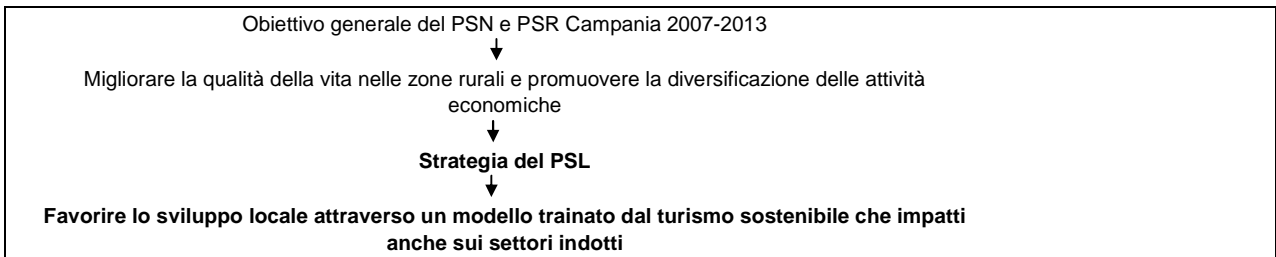 Obiettivo generale del PSN e PSR Campania 2007-2013
Migliorare la qualità della vita nelle zone rurali e promuovere la diversificazione delle attività
economiche
Strategia del PSL
Favorire lo sviluppo locale attraverso un modello trainato dal turismo sostenibile che impatti
anche sui settori indotti